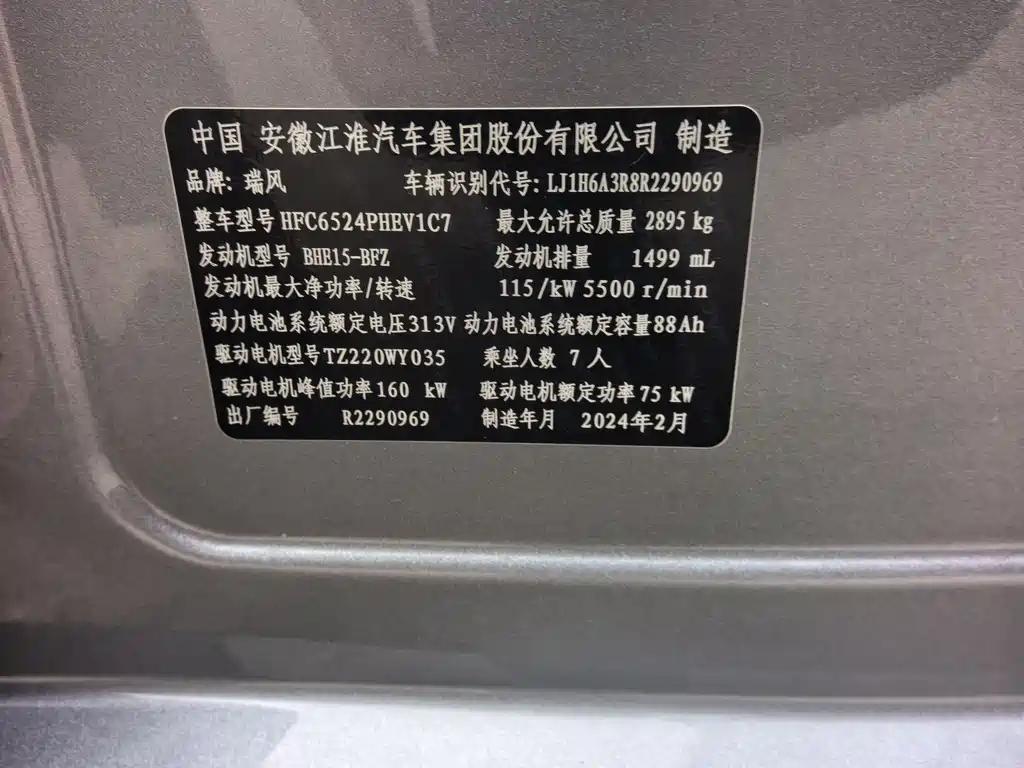 中国 安徽江淮汽车集团股份有限公司 制造
品牌: 瑞风 车辆识别代号: LJ1H6A3R8R2290969
整车型号 HFC6524PHEV1C7 最大允许总质量 2895 kg
发动机型号 BHE15-BFZ 发动机排量 1499 mL
发动机最大净功率/转速 115/kW 5500 r/min
动力电池系统额定电压313V 动力电池系统额定容量88Ah
驱动电机型号TZ220WY035 乘坐人数 7 人
驱动电机峰值功率160 kW 驱动电机额定功率75 kW
出厂编号 R2290969 制造年月 2024年2月